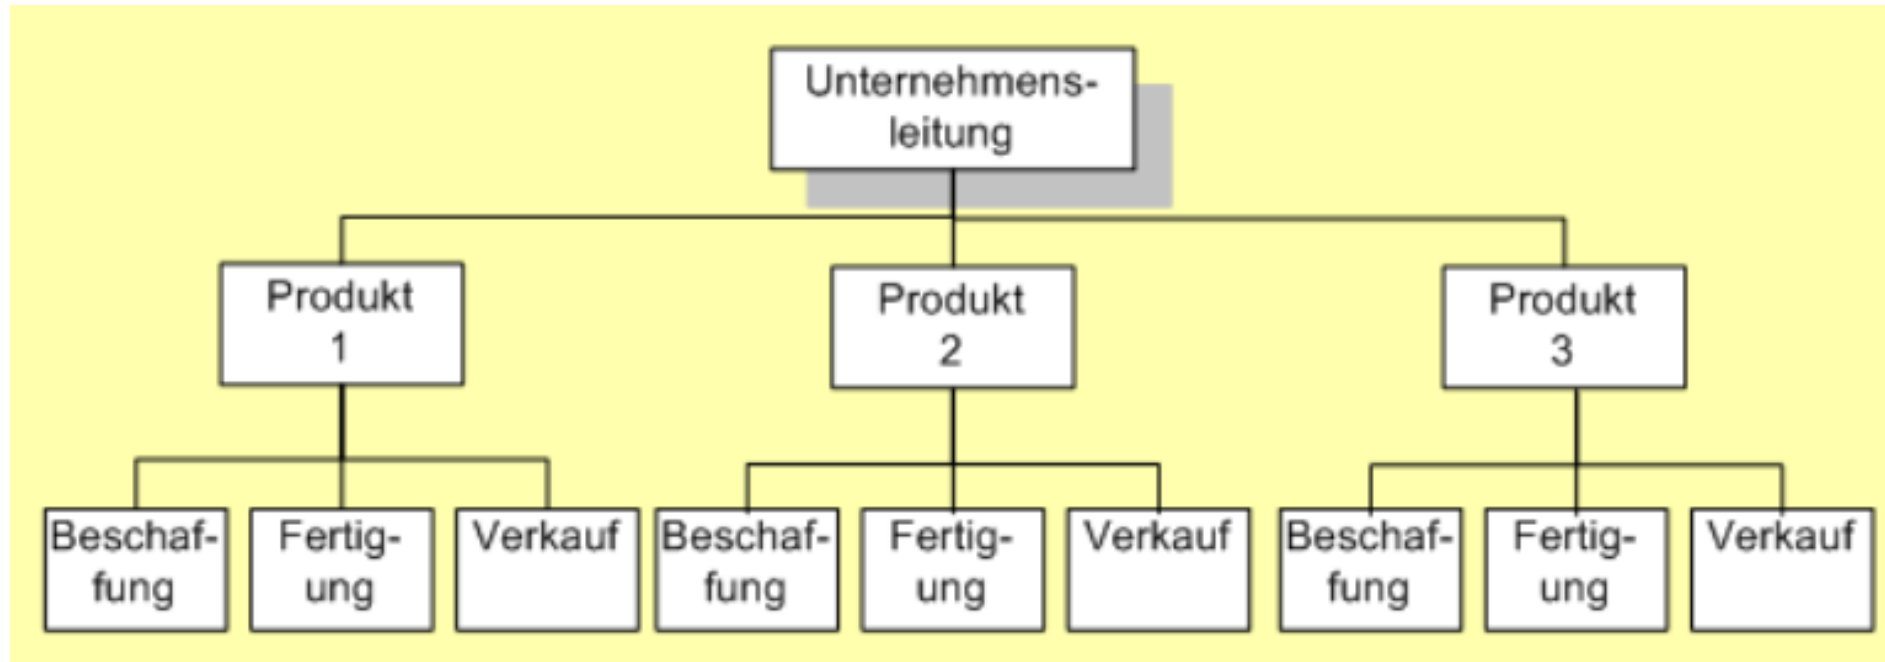 Unternehmens-
leitung
Produkt
1
Produkt
2
Produkt
3
Beschaf-
fung
Fertig-
ung
Verkauf
Beschaf-
fung
Fertig-
ung
Verkauf
Beschaf-
fung
Fertig-
ung
Verkauf